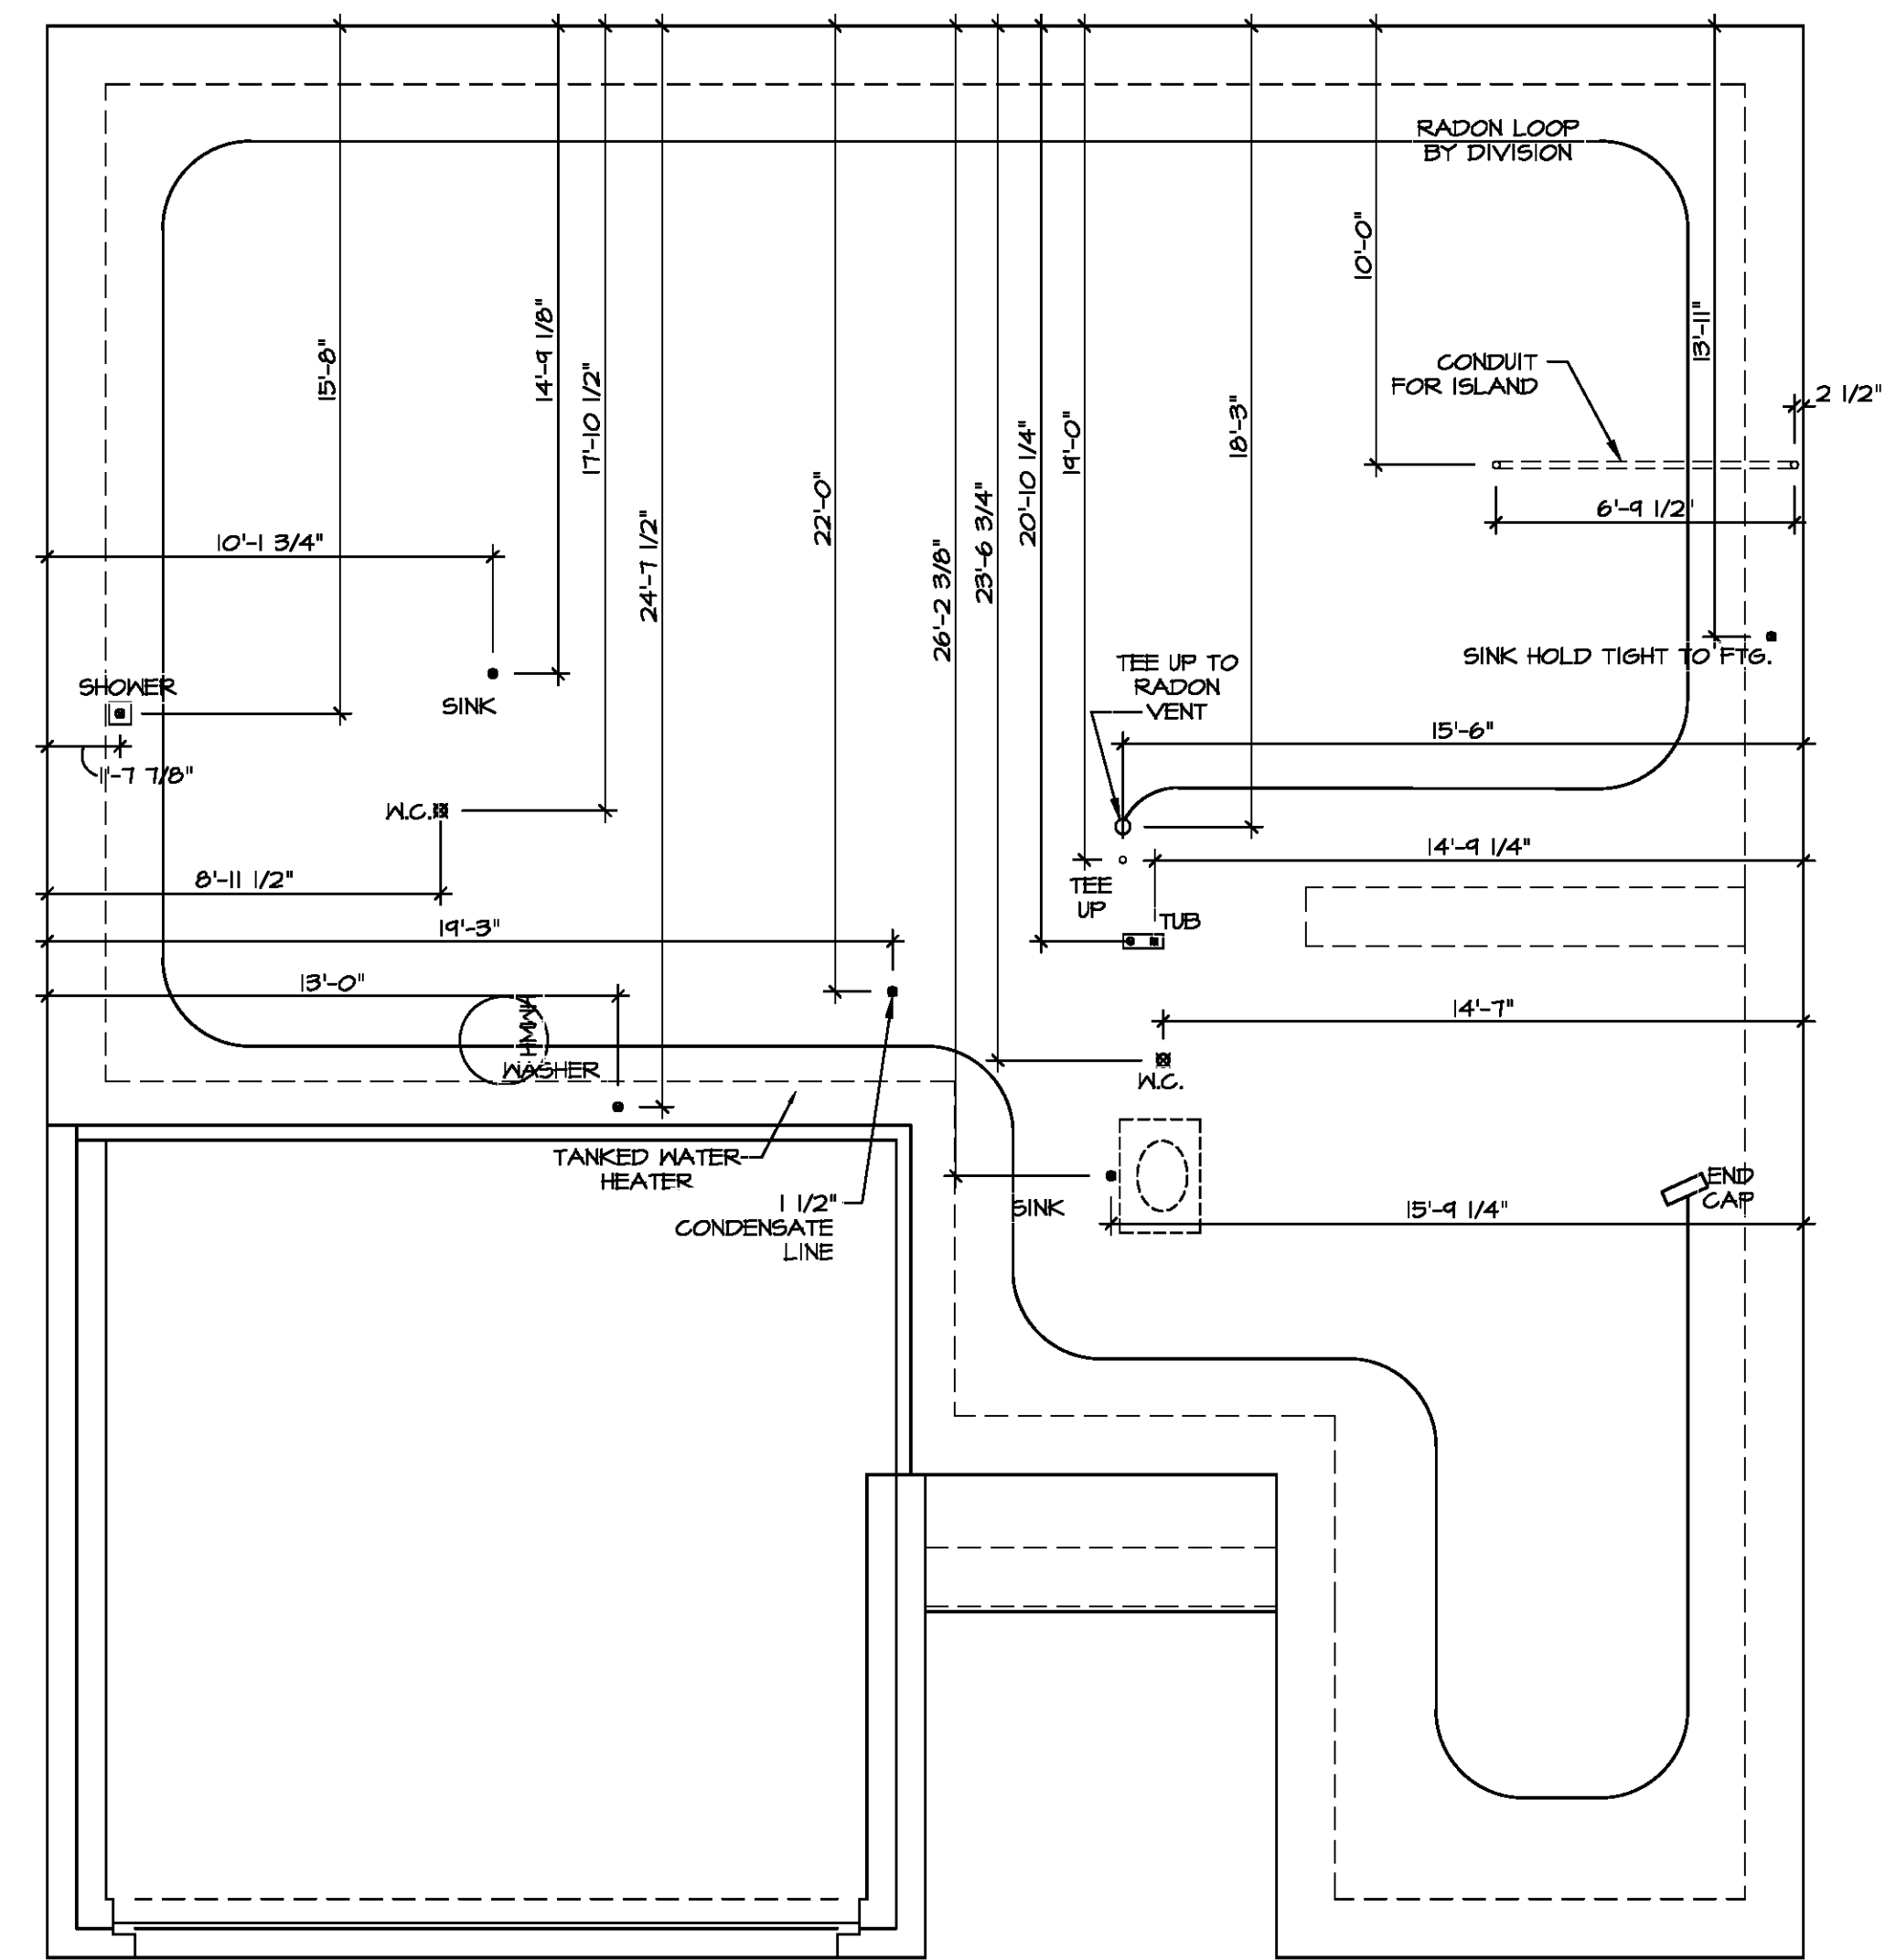 RADON LOOP
BY DIVISION
10'-0"
13'-11"
14'-9 1/8"
15'-8"
CONDUIT
FOR ISLAND
2 1/2"
17'-10 1/2"
18'-3"
19'-0"
20'-10 1/4"
22'-0"
23'-6 3/4"
24'-7 1/2"
26'-2 3/8"
6'-9 1/2"
10'-1 3/4"
SINK HOLD TIGHT TO FTG.
TEE UP TO
RADON
VENT
SHOWER
SINK
15'-6"
1'-7 7/8"
W.C.
14'-9 1/4"
8'-11 1/2"
TEE
UP
TUB
19'-3"
13'-0"
14'-7"
HMWH
WASHER
W.C.
TANKED WATER
HEATER
END
CAP
1 1/2"
CONDENSATE
LINE
SINK
15'-9 1/4"